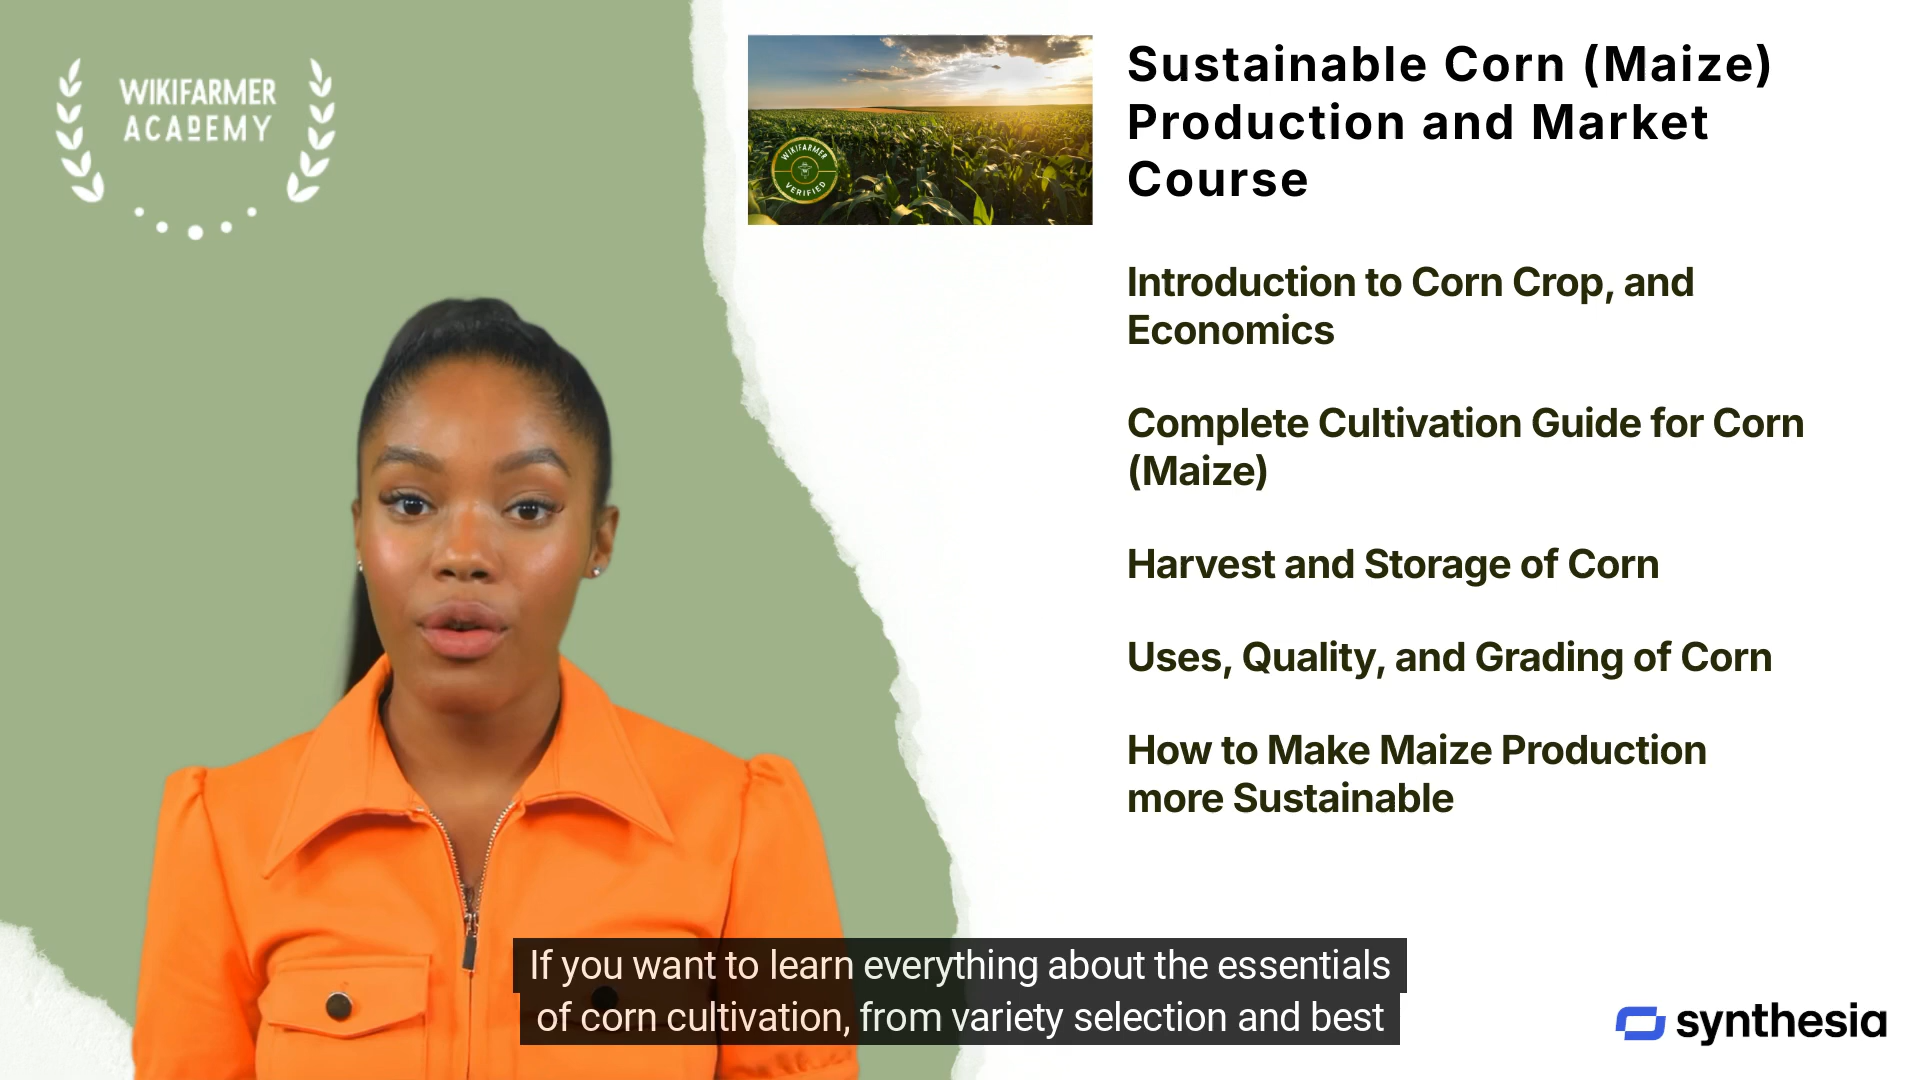 WIKIFARMER
ACADEMY
WIKIFARMER
VERIFIED
Sustainable Corn (Maize)
Production and Market
Course
Introduction to Corn Crop, and
Economics
Complete Cultivation Guide for Corn
(Maize)
Harvest and Storage of Corn
Uses, Quality, and Grading of Corn
How to Make Maize Production
more Sustainable
If you want to learn everything about the essentials
of corn cultivation, from variety selection and best
synthesia